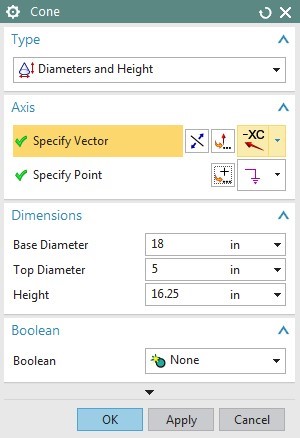 Cone
Type
Diameters and Height
Axis
Specify Vector -XC
Specify Point
Dimensions
Base Diameter 18 in
Top Diameter 5 in
Height 16.25 in
Boolean
Boolean None
OK Apply Cancel